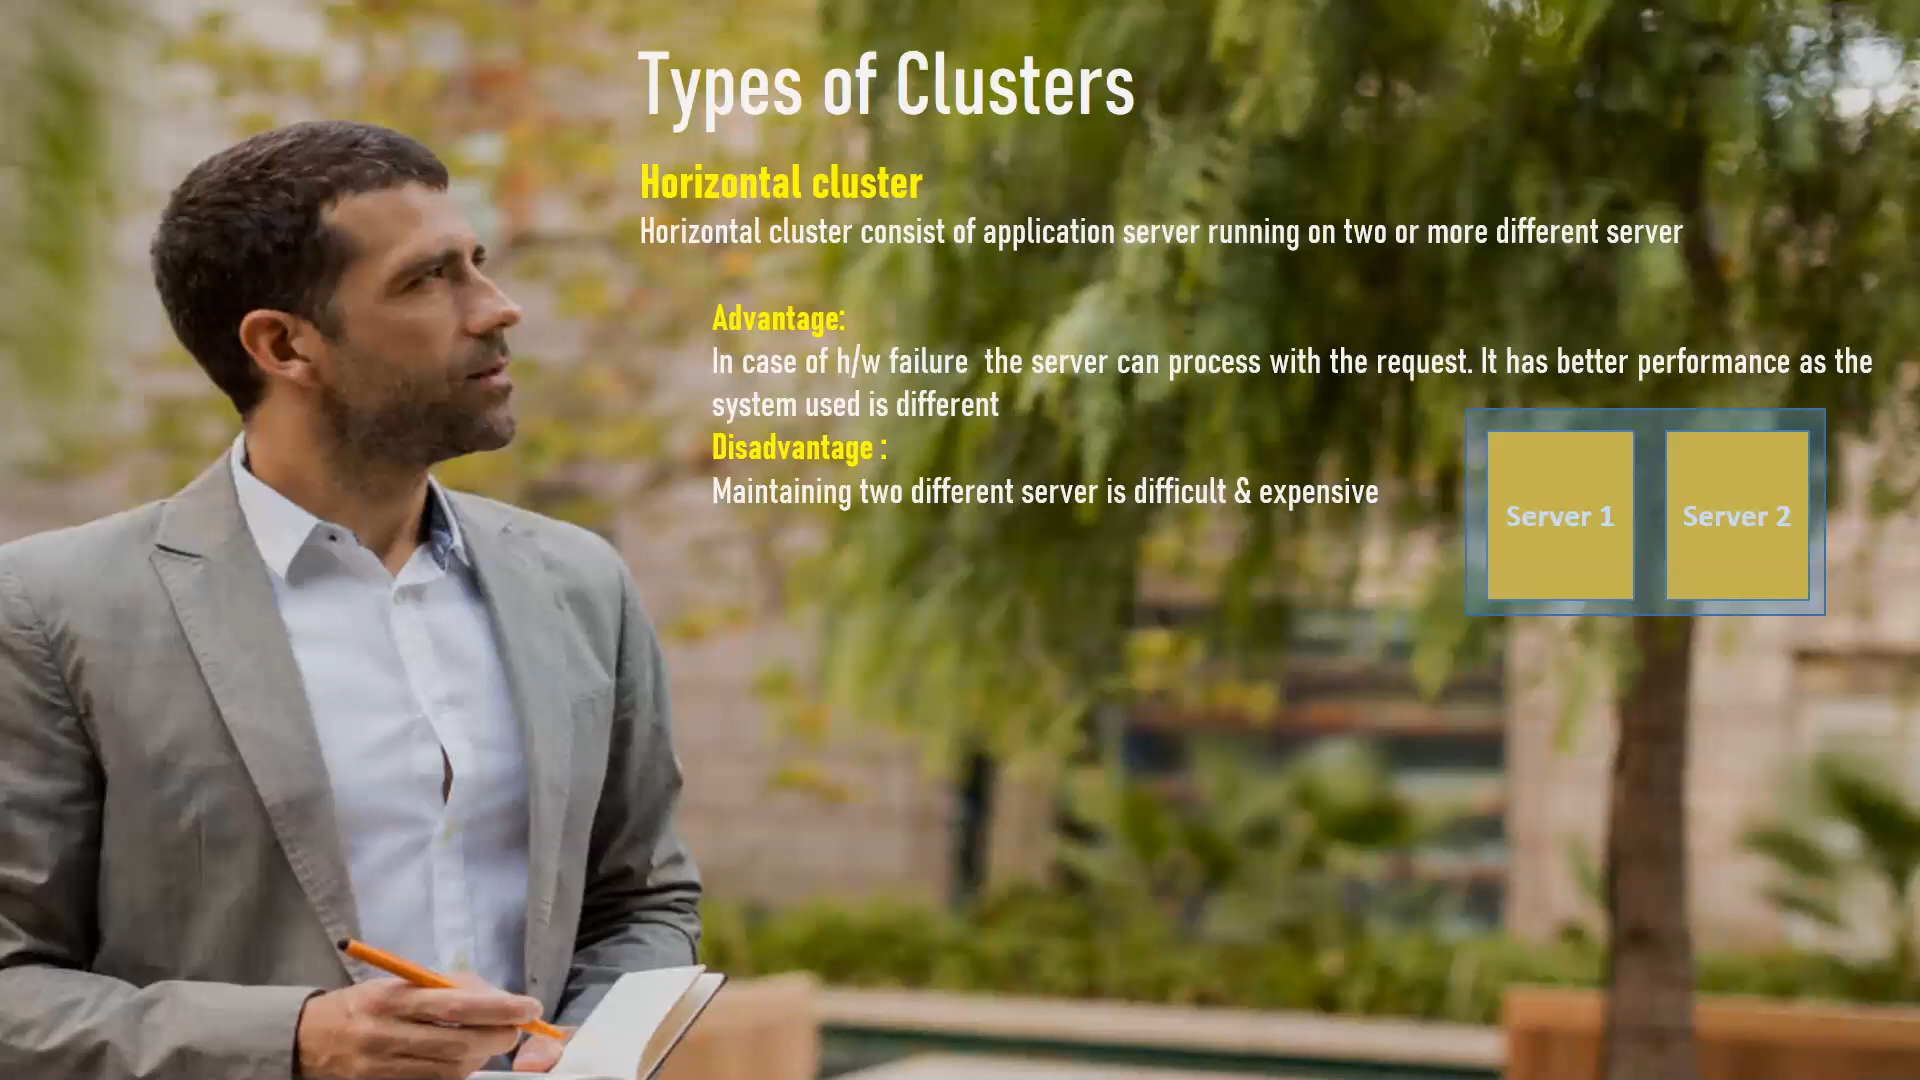 Types of Clusters
Horizontal cluster
Horizontal cluster consist of application server running on two or more different server
Advantage:
In case of h/w failure  the server can process with the request. It has better performance as the
system used is different
Disadvantage :
Maintaining two different server is difficult & expensive
Server 1
Server 2